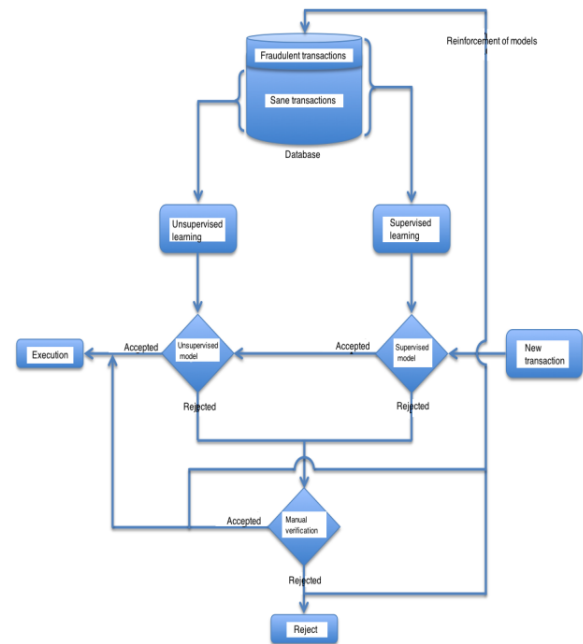 Reinforcement of models
Fraudulent transactions
Sane transactions
Database
Unsupervised
learning
Supervised
learning
Execution
Accepted
Unsupervised
model
Accepted
Supervised
model
New
transaction
Rejected
Rejected
Accepted
Manual
verification
Rejected
Reject